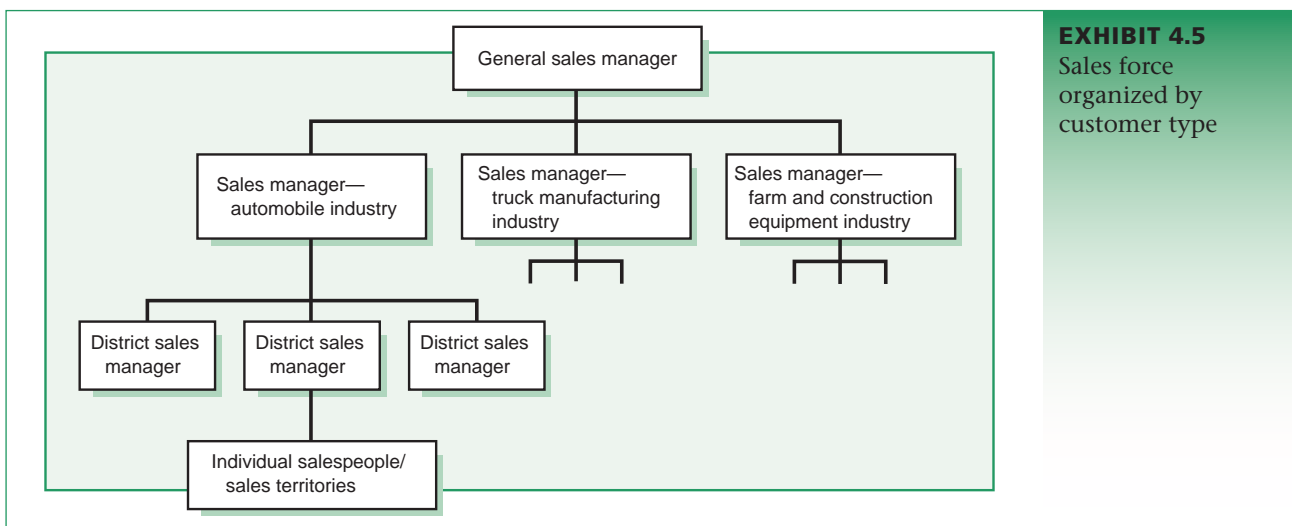 General sales manager
EXHIBIT 4.5
Sales force
organized by
customer type
Sales manager—
automobile industry
Sales manager—
truck manufacturing
industry
Sales manager—
farm and construction
equipment industry
District sales
manager
District sales
manager
District sales
manager
Individual salespeople/
sales territories